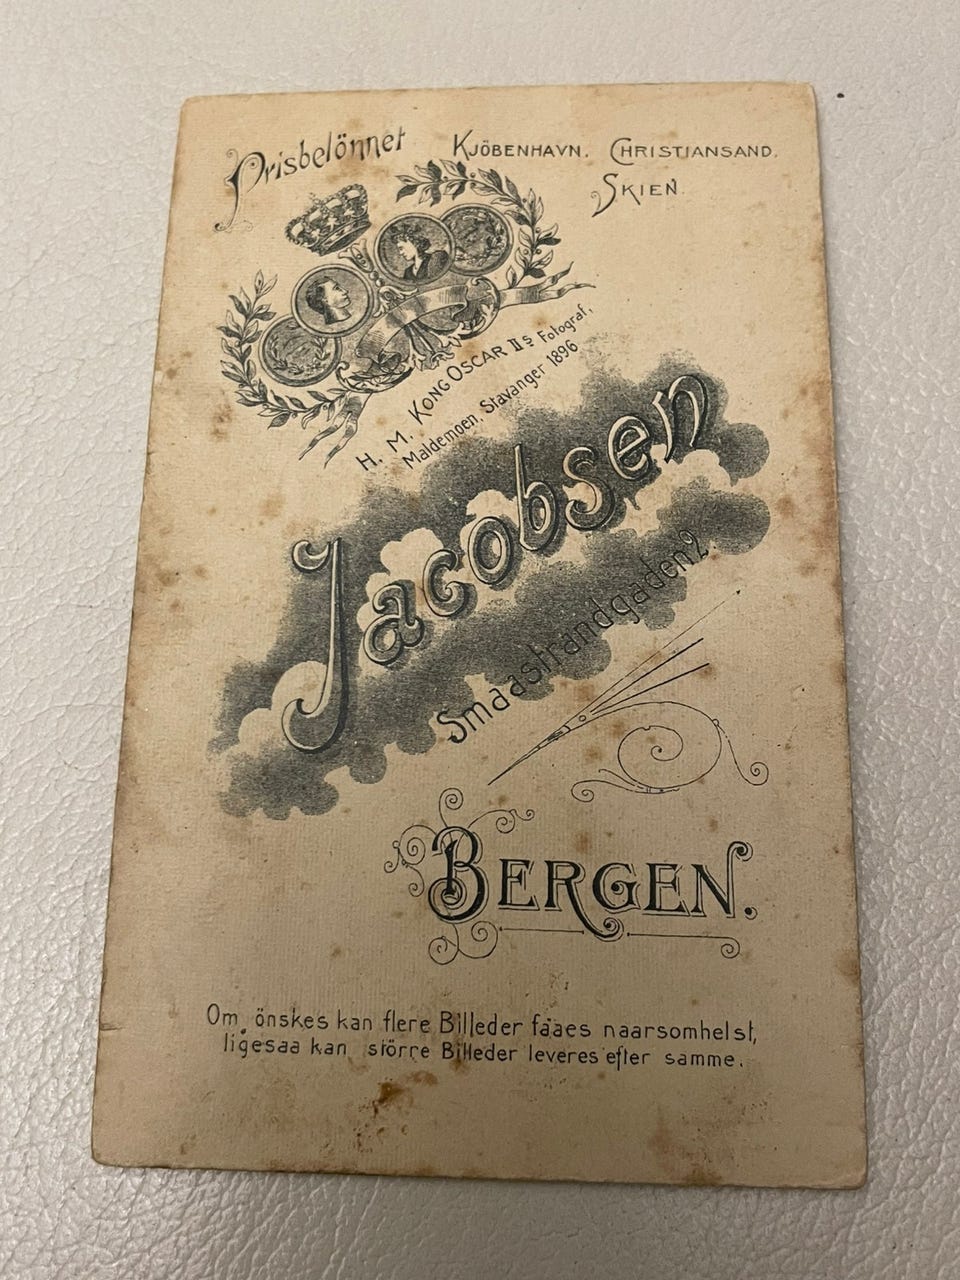 Prisbelönnet
KJÖBENHAVN. CHRISTIANSAND.
SKIEN.
H. M. KONG OSCAR II's Fotograf,
Maldemoen, Stavanger 1896
Jacobsen
Smaastrandgaden 2.
BERGEN.
Om önskes kan flere Billeder faaes naarsomhelst,
ligesaa kan större Billeder leveres efter samme.